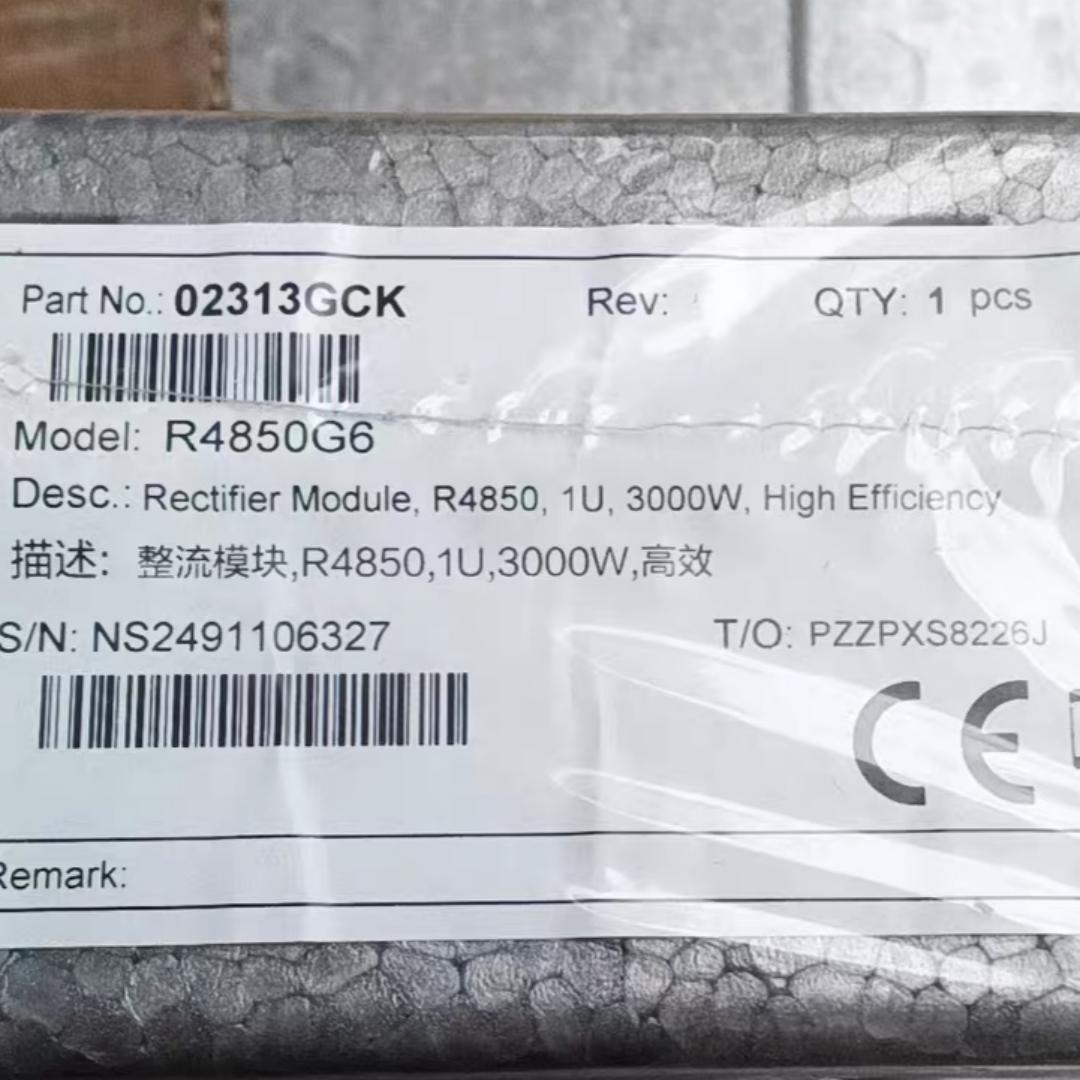 Part No.: 02313GCK Rev: QTY: 1 pcs
Model: R4850G6
Desc.: Rectifier Module, R4850, 1U, 3000W, High Efficiency
描述: 整流模块,R4850,1U,3000W,高效
S/N: NS2491106327 T/O: PZZPXS8226J
CE
Remark: